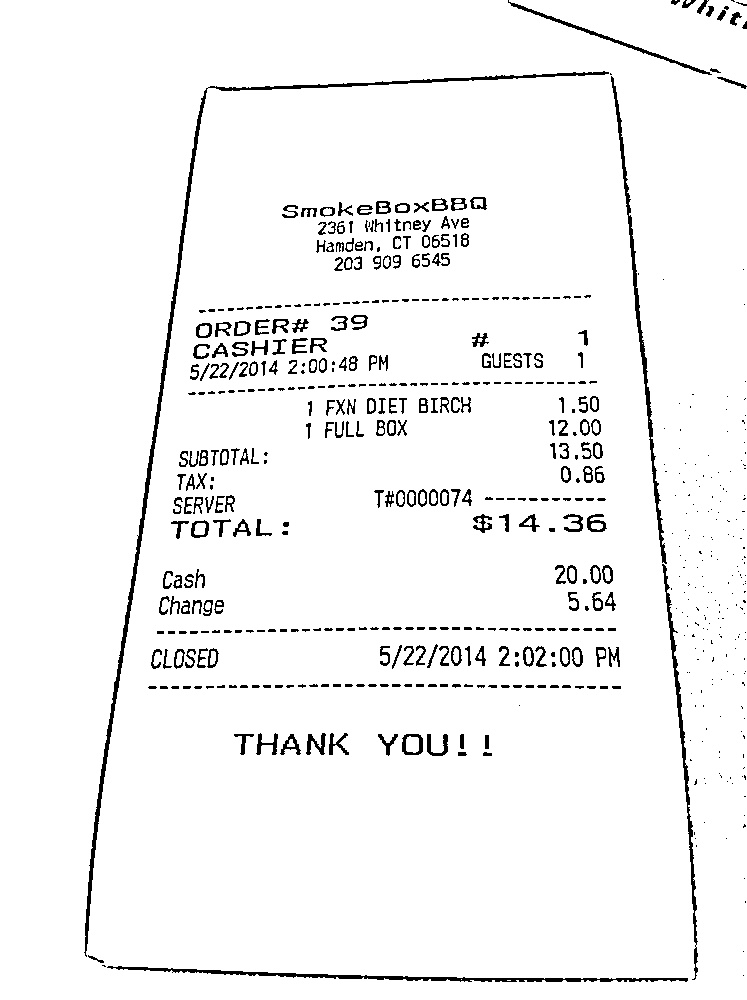 SmokeBoxBBQ
2361 Whitney Ave
Hamden, CT 06518
203 909 6545
ORDER# 39
CASHIER # 1
5/22/2014 2:00:48 PM GUESTS 1
1 FXN DIET BIRCH 1.50
1 FULL BOX 12.00
SUBTOTAL: 13.50
TAX: 0.86
SERVER T#0000074 -----------
TOTAL: $14.36
Cash 20.00
Change 5.64
CLOSED 5/22/2014 2:02:00 PM
THANK YOU!!